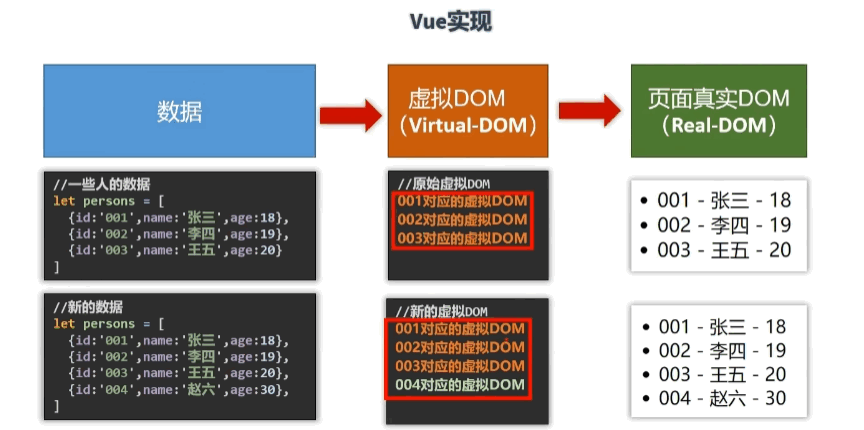 Vue实现
数据
虚拟DOM
（Virtual-DOM）
页面真实DOM
（Real-DOM）
//一些人的数据
let persons = [
{id:'001',name:'张三',age:18},
{id:'002',name:'李四',age:19},
{id:'003',name:'王五',age:20}
]
//原始虚拟DOM
001对应的虚拟DOM
002对应的虚拟DOM
003对应的虚拟DOM
• 001 - 张三 - 18
• 002 - 李四 - 19
• 003 - 王五 - 20
//新的数据
let persons = [
{id:'001',name:'张三',age:18},
{id:'002',name:'李四',age:19},
{id:'003',name:'王五',age:20},
{id:'004',name:'赵六',age:30},
]
//新的虚拟DOM
001对应的虚拟DOM
002对应的虚拟DOM
003对应的虚拟DOM
004对应的虚拟DOM
• 001 - 张三 - 18
• 002 - 李四 - 19
• 003 - 王五 - 20
• 004 - 赵六 - 30